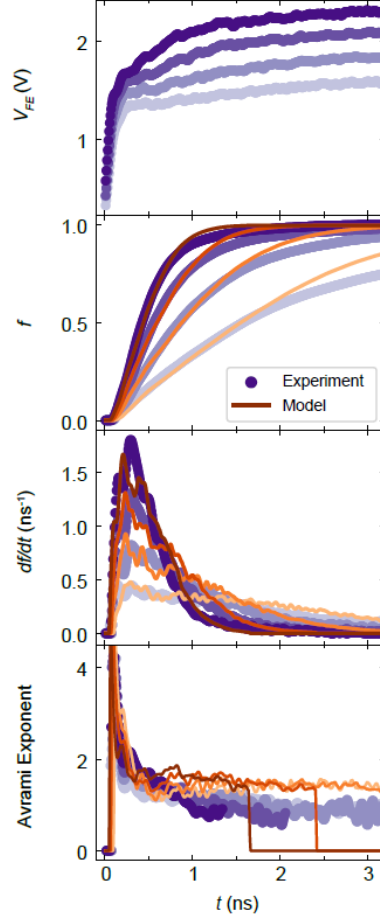 2
1
V_FE (V)
1.0
0.5
0.0
f
Experiment
Model
1.5
1.0
0.5
0.0
df/dt (ns⁻¹)
4
2
0
Avrami Exponent
0 1 2 3
t (ns)